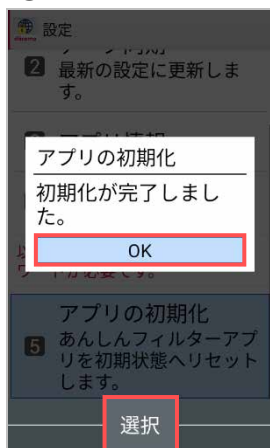 設定
2 最新の設定に更新しま
す。
アプリの初期化
初期化が完了しまし
た。
OK
アプリの初期化
5 あんしんフィルターアプ
リを初期状態へリセット
します。
選択